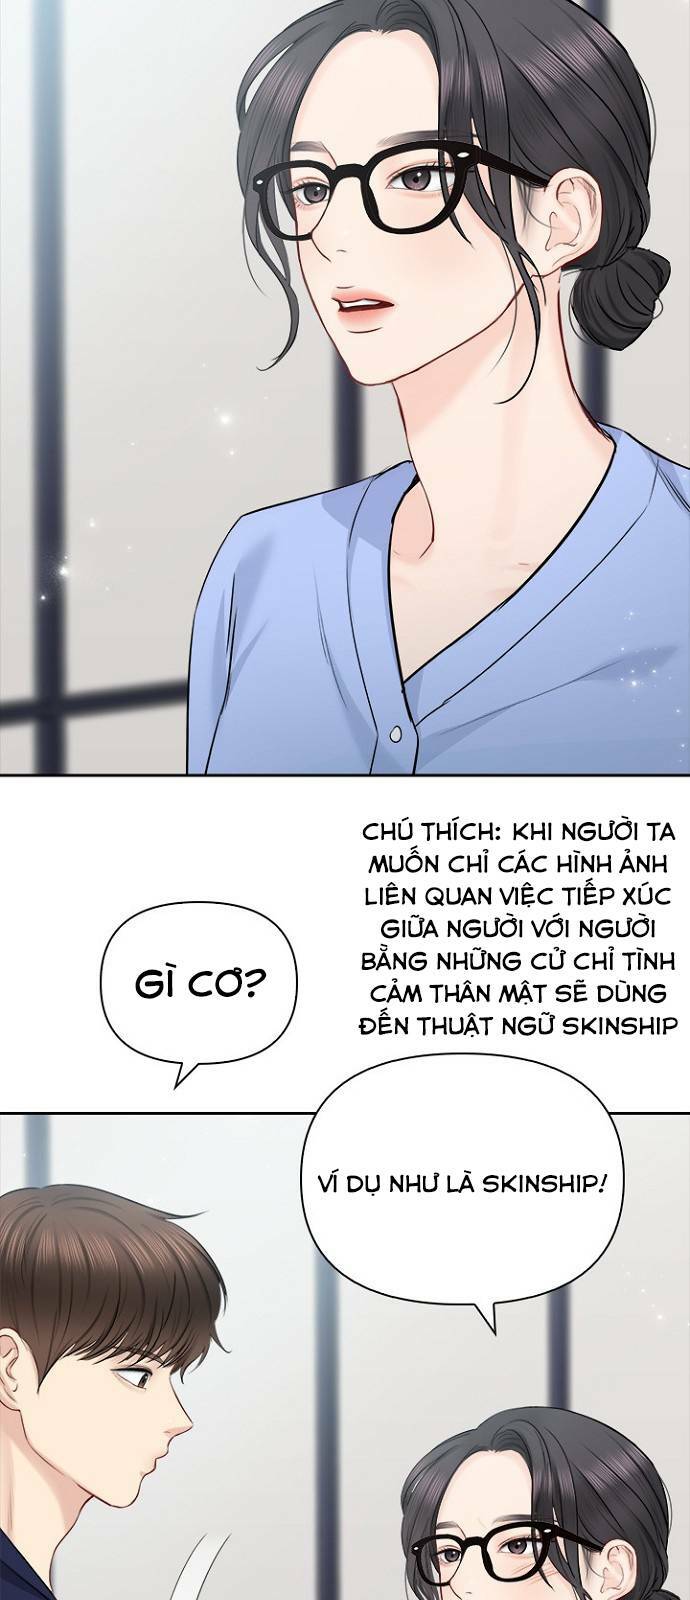 CHÚ THÍCH: KHI NGƯỜI TA
MUỐN CHỈ CÁC HÌNH ẢNH
LIÊN QUAN VIỆC TIẾP XÚC
GIỮA NGƯỜI VỚI NGƯỜI
BẰNG NHỮNG CỬ CHỈ TÌNH
CẢM THÂN MẬT SẼ DÙNG
ĐẾN THUẬT NGỮ SKINSHIP
GÌ CƠ?
VÍ DỤ NHƯ LÀ SKINSHIP!